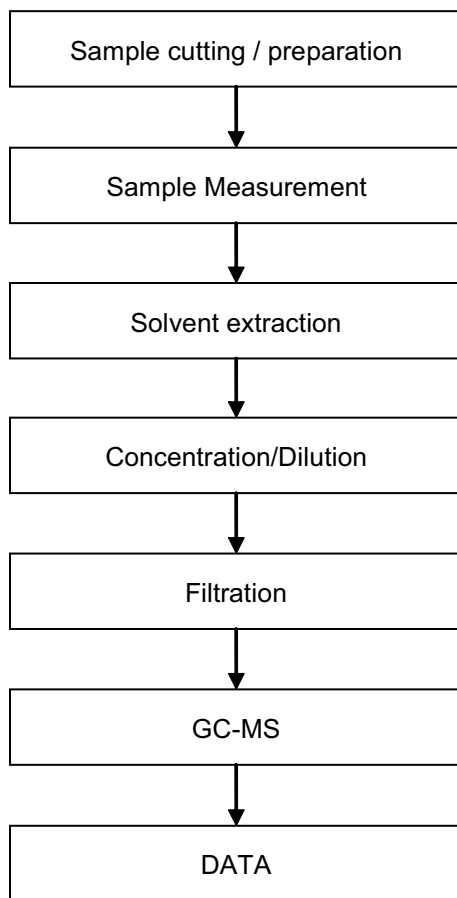 Sample cutting / preparation
Sample Measurement
Solvent extraction
Concentration/Dilution
Filtration
GC-MS
DATA